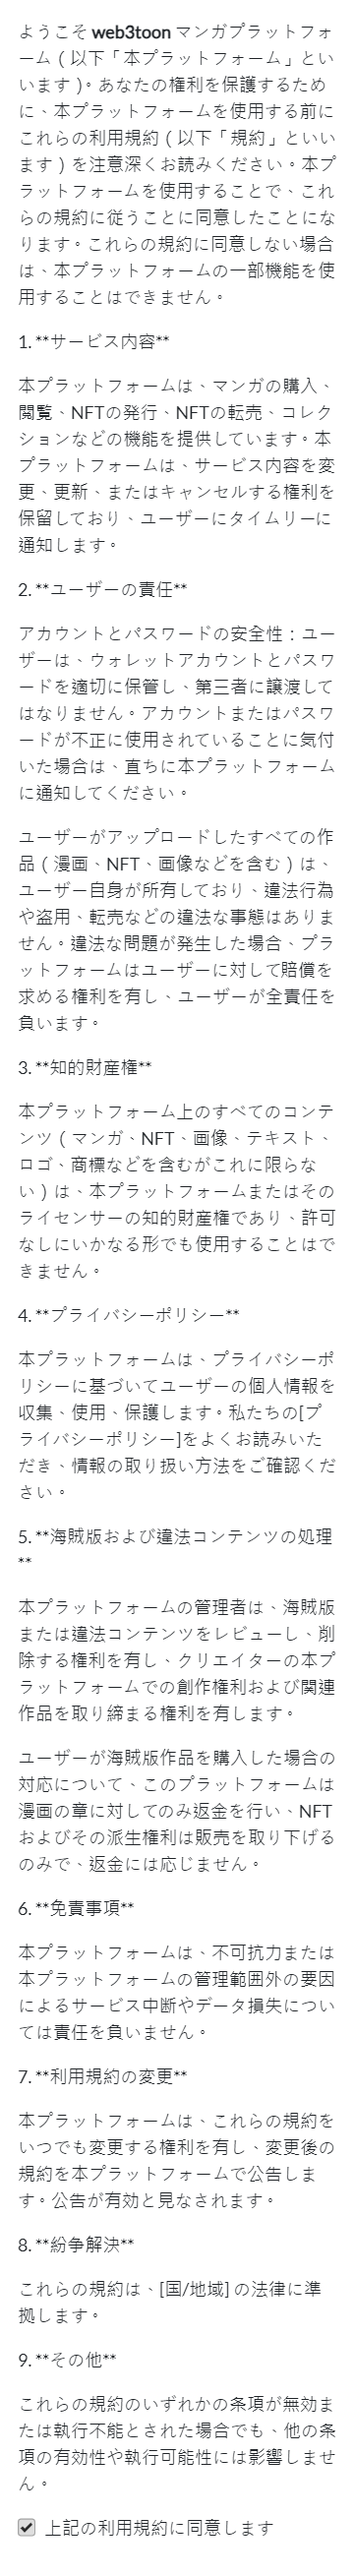 ようこそ web3toon マンガプラットフォ
ーム（以下「本プラットフォーム」とい
います）。あなたの権利を保護するため
に、本プラットフォームを使用する前に
これらの利用規約（以下「規約」といい
ます）を注意深くお読みください。本プ
ラットフォームを使用することで、これ
らの規約に従うことに同意したことにな
ります。これらの規約に同意しない場合
は、本プラットフォームの一部機能を使
用することはできません。
1. **サービス内容**
本プラットフォームは、マンガの購入、
閲覧、NFTの発行、NFTの転売、コレク
ションなどの機能を提供しています。本
プラットフォームは、サービス内容を変
更、更新、またはキャンセルする権利を
保留しており、ユーザーにタイムリーに
通知します。
2. **ユーザーの責任**
アカウントとパスワードの安全性：ユー
ザーは、ウォレットアカウントとパスワ
ードを適切に保管し、第三者に譲渡して
はなりません。アカウントまたはパスワ
ードが不正に使用されていることに気付
いた場合は、直ちに本プラットフォーム
に通知してください。
ユーザーがアップロードしたすべての作
品（漫画、NFT、画像などを含む）は、
ユーザー自身が所有しており、違法行為
や盗用、転売などの違法な事態はありま
せん。違法な問題が発生した場合、プラ
ットフォームはユーザーに対して賠償を
求める権利を有し、ユーザーが全責任を
負います。
3. **知的財産権**
本プラットフォーム上のすべてのコンテ
ンツ（マンガ、NFT、画像、テキスト、
ロゴ、商標などを含むがこれに限らな
い）は、本プラットフォームまたはその
ライセンサーの知的財産権であり、許可
なしにいかなる形でも使用することはで
きません。
4. **プライバシーポリシー**
本プラットフォームは、プライバシーポ
リシーに基づいてユーザーの個人情報を
収集、使用、保護します。私たちの[プ
ライバシーポリシー]をよくお読みいた
だき、情報の取り扱い方法をご確認くだ
さい。
5. **海賊版および違法コンテンツの処理
**
本プラットフォームの管理者は、海賊版
または違法コンテンツをレビューし、削
除する権利を有し、クリエイターの本プ
ラットフォームでの創作権利および関連
作品を取り締まる権利を有します。
ユーザーが海賊版作品を購入した場合の
対応について、このプラットフォームは
漫画の章に対してのみ返金を行い、NFT
およびその派生権利は販売を取り下げる
のみで、返金には応じません。
6. **免責事項**
本プラットフォームは、不可抗力または
本プラットフォームの管理範囲外の要因
によるサービス中断やデータ損失につい
ては責任を負いません。
7. **利用規約の変更**
本プラットフォームは、これらの規約を
いつでも変更する権利を有し、変更後の
規約を本プラットフォームで公告しま
す。公告が有効と見なされます。
8. **紛争解決**
これらの規約は、[国/地域] の法律に準
拠します。
9. **その他**
これらの規約のいずれかの条項が無効ま
たは執行不能とされた場合でも、他の条
項の有効性や執行可能性には影響しませ
ん。
上記の利用規約に同意します